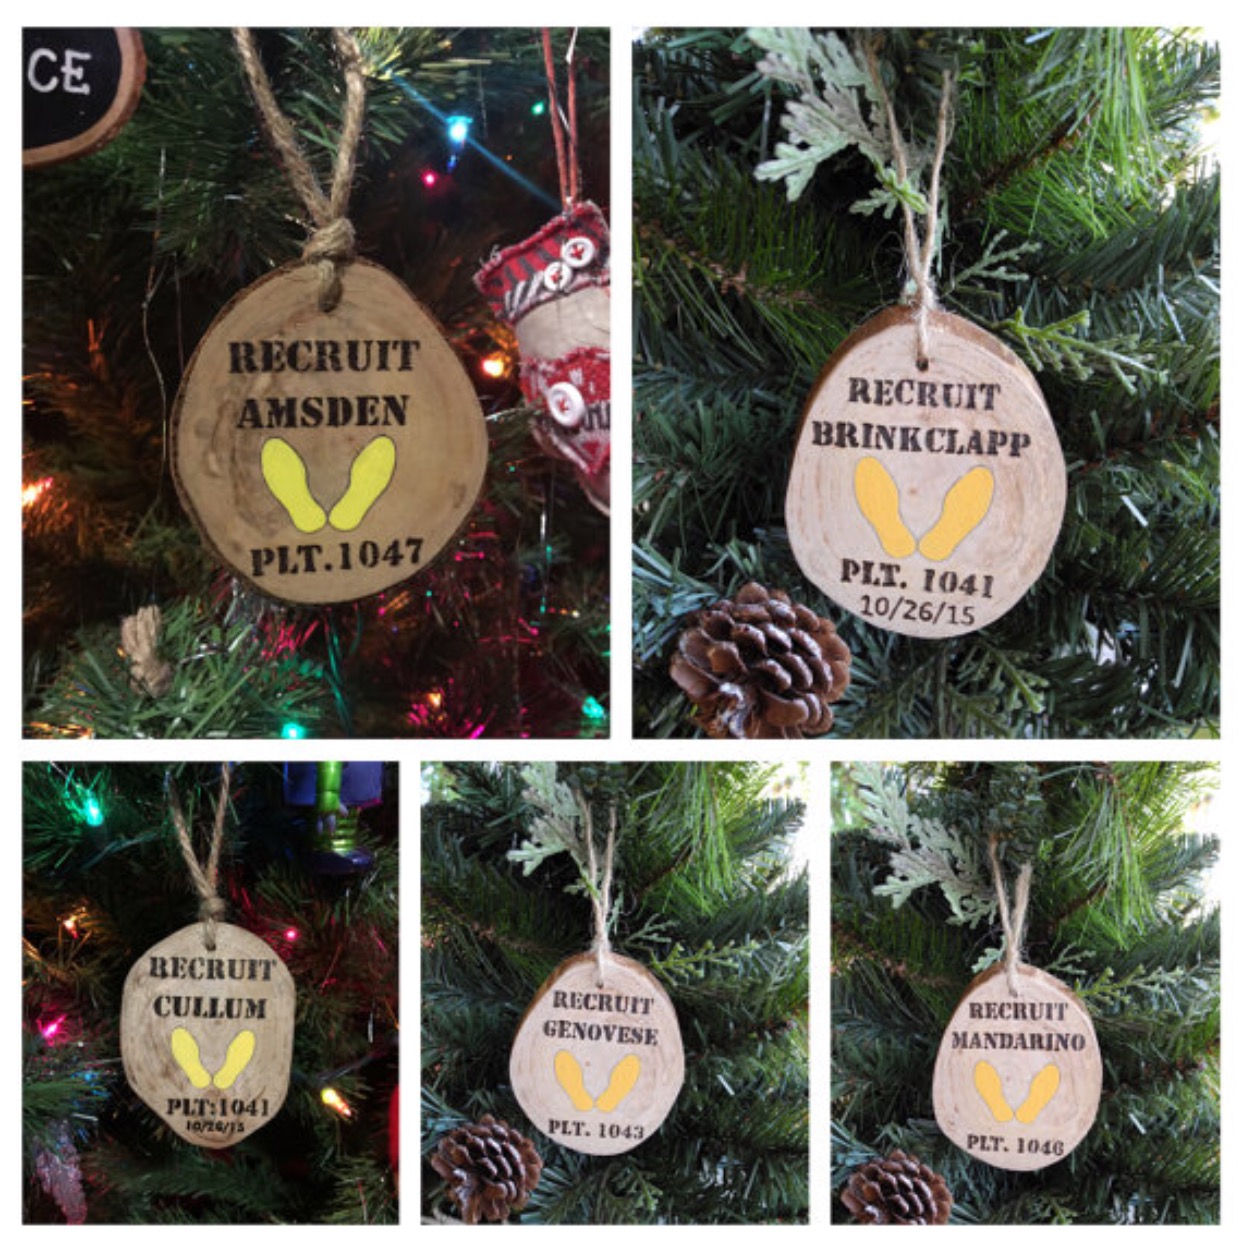 CE
RECRUIT
AMSDEN
PLT.1047
RECRUIT
BRINKCLAPP
PLT. 1041
10/26/15
RECRUIT
CULLUM
PLT:1041
10/26/15
RECRUIT
GENOVESE
PLT. 1043
RECRUIT
MANDARINO
PLT. 1046